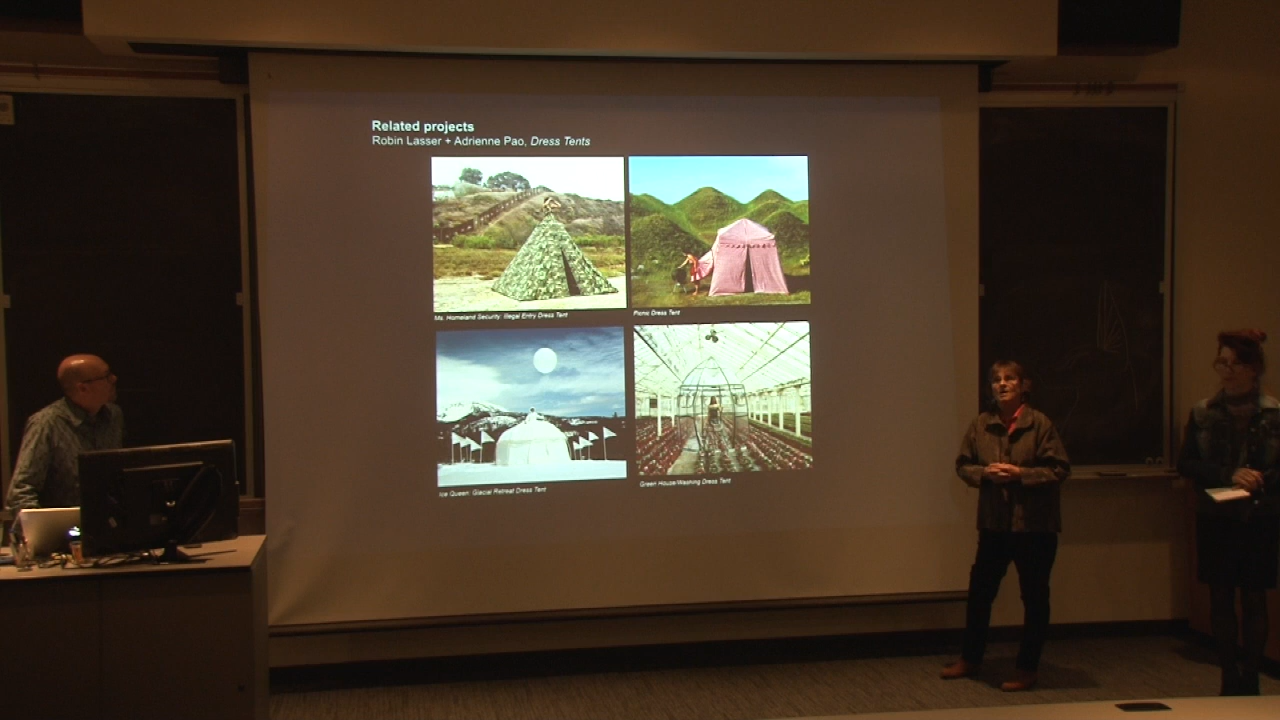 Related projects
Robin Lasser + Adrienne Pao, Dress Tents
Ms. Homeland Security: Illegal Entry Dress Tent
Picnic Dress Tent
Ice Queen: Glacial Retreat Dress Tent
Green House/Washing Dress Tent